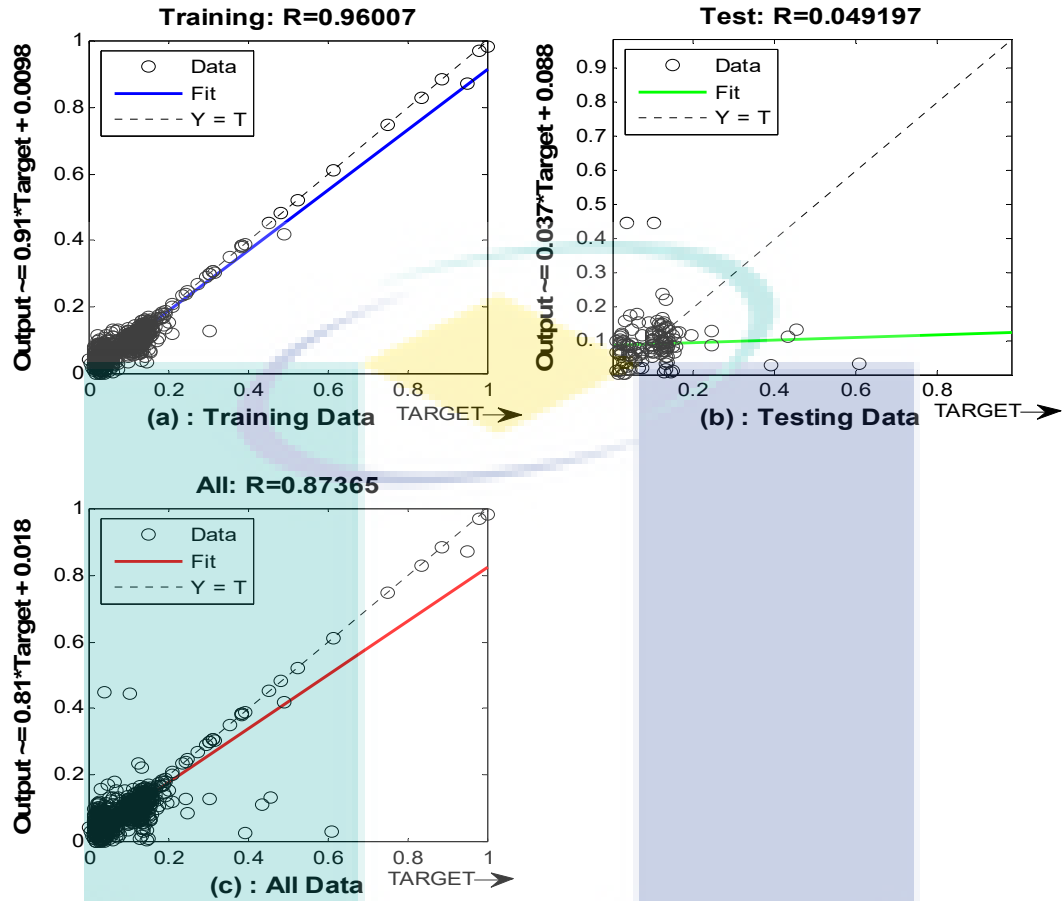 Training: R=0.96007
Output ~= 0.91*Target + 0.0098
1
0.8
0.6
0.4
0.2
0
Data
Fit
Y = T
0 0.2 0.4 0.6 0.8 1
(a) : Training Data
TARGET
Test: R=0.049197
Output ~= 0.037*Target + 0.088
0.9
0.8
0.7
0.6
0.5
0.4
0.3
0.2
0.1
Data
Fit
Y = T
0.2 0.4 0.6 0.8
(b) : Testing Data
TARGET
All: R=0.87365
Output ~= 0.81*Target + 0.018
1
0.8
0.6
0.4
0.2
0
Data
Fit
Y = T
0 0.2 0.4 0.6 0.8 1
(c) : All Data
TARGET